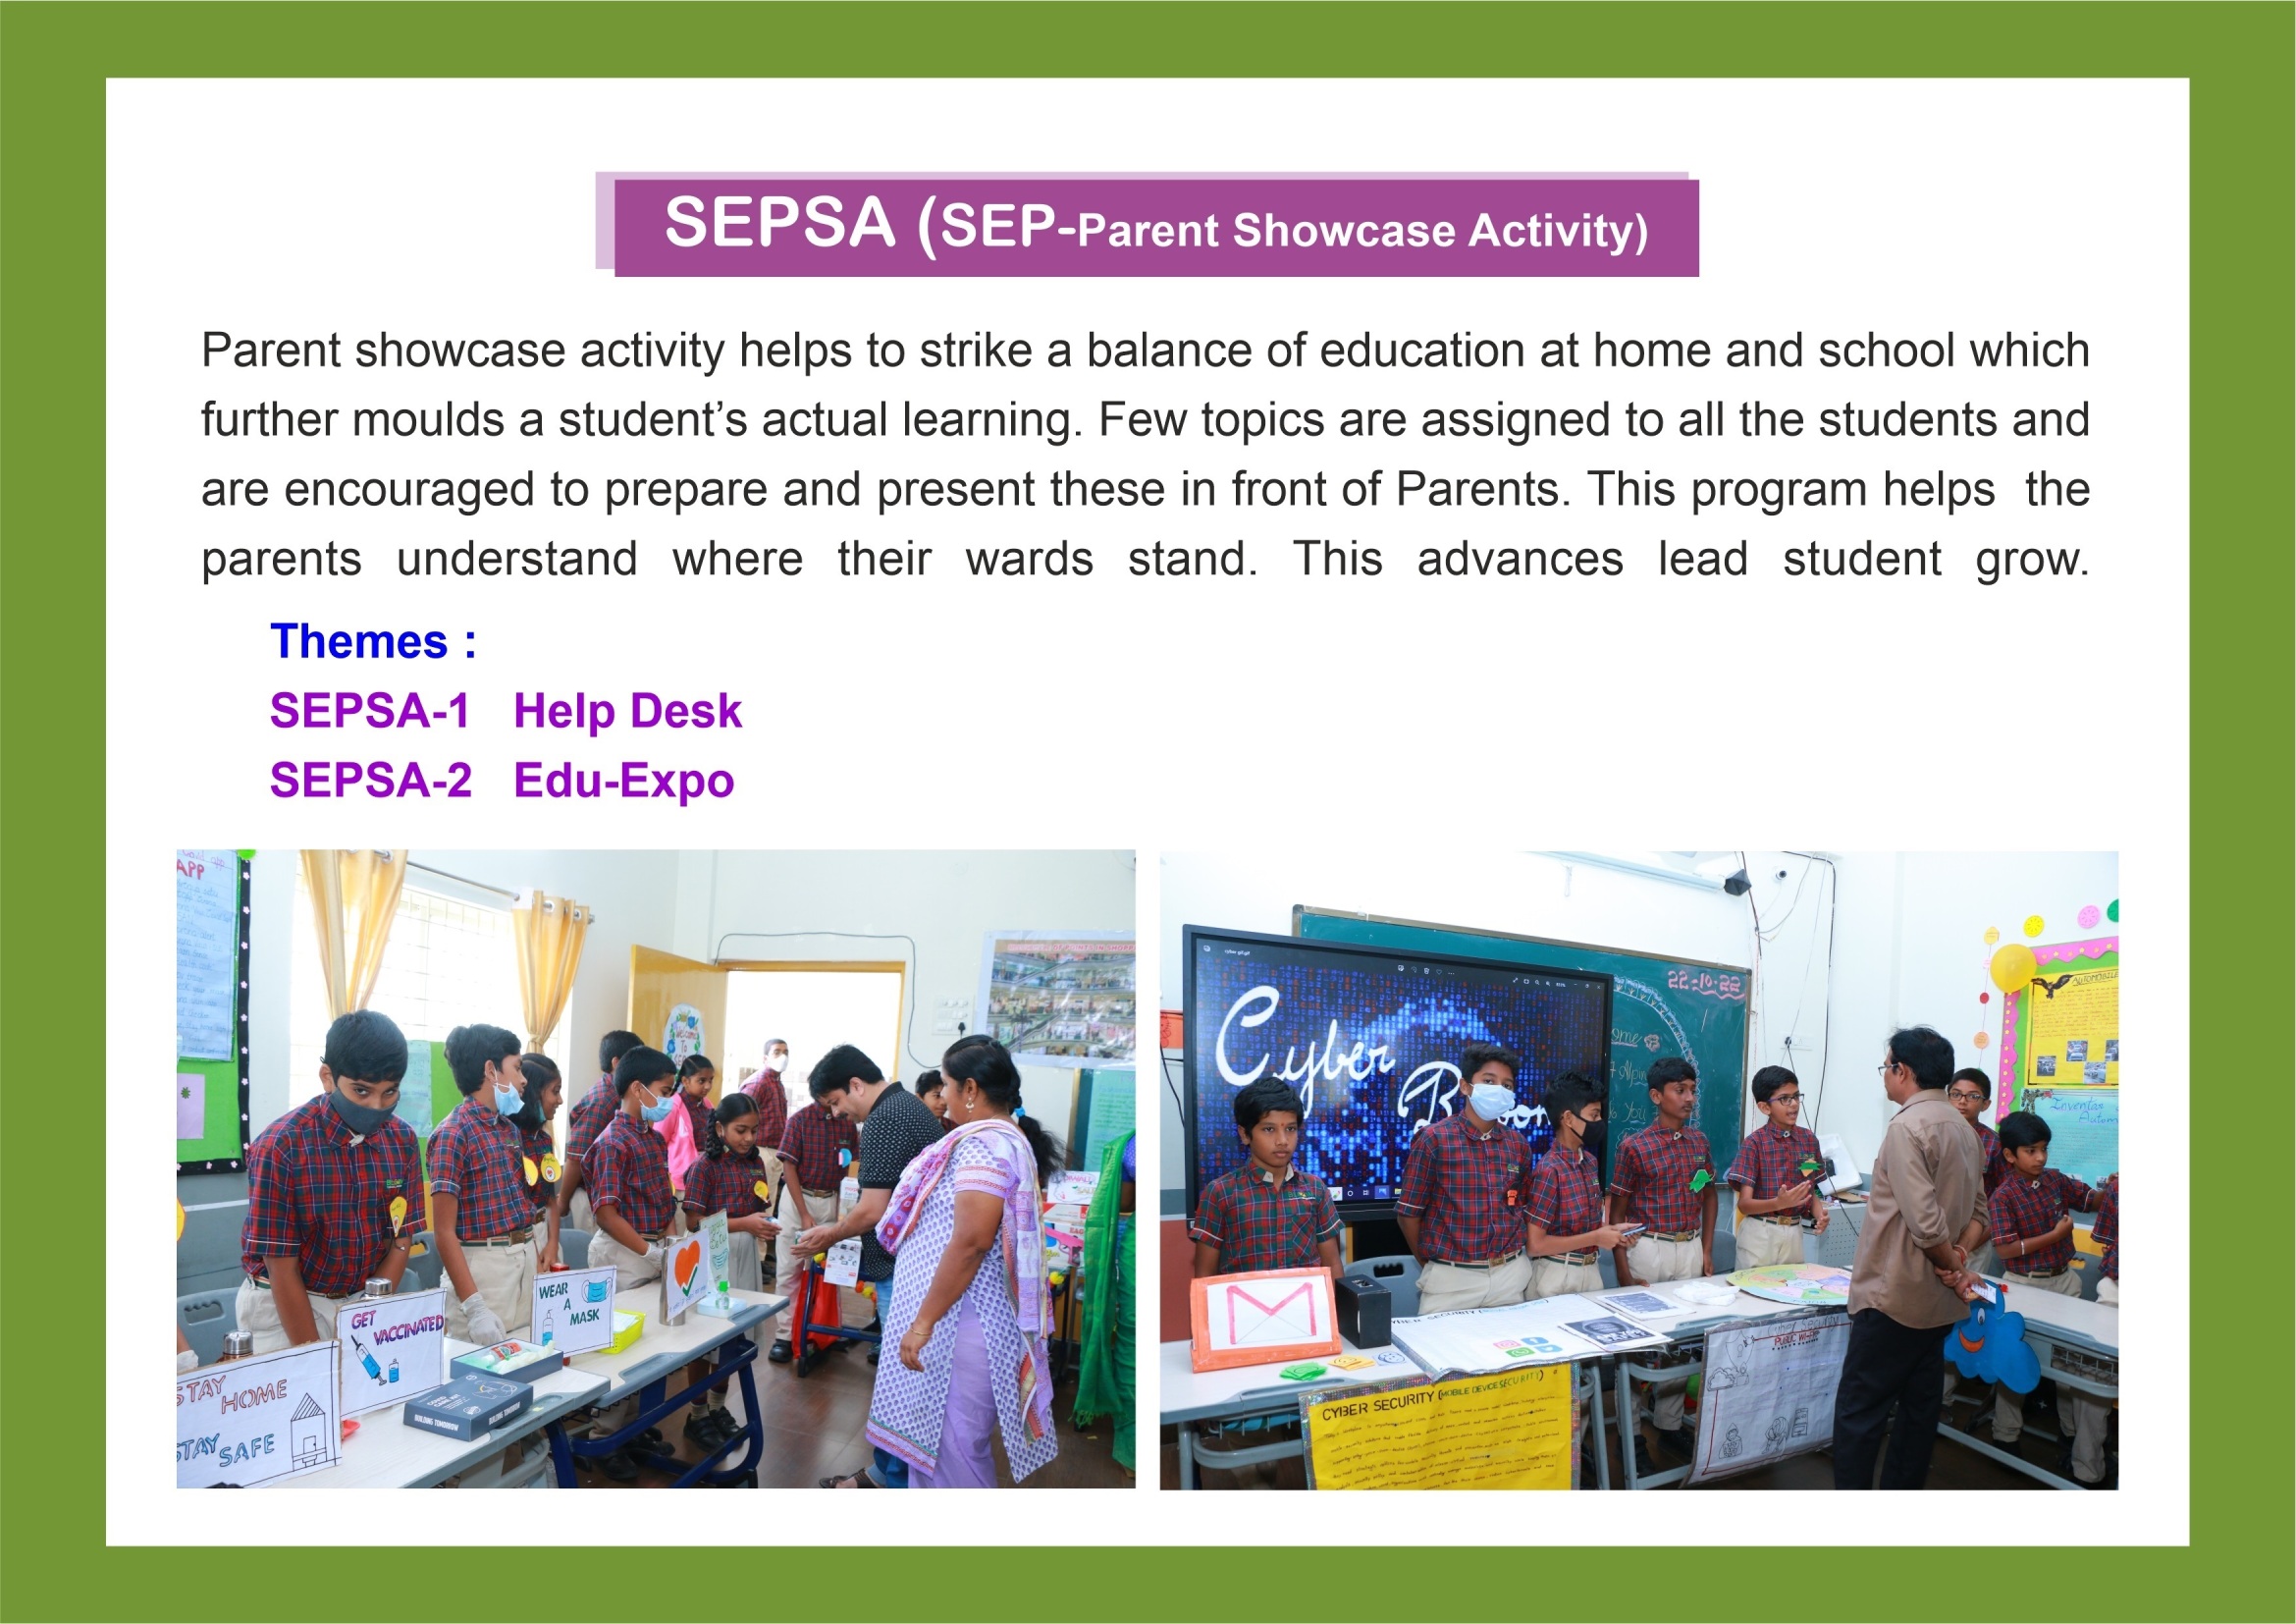 SEPSA (SEP-Parent Showcase Activity)
Parent showcase activity helps to strike a balance of education at home and school which
further moulds a student’s actual learning. Few topics are assigned to all the students and
are encouraged to prepare and present these in front of Parents. This program helps  the
parents understand where their wards stand. This advances lead student grow.
Themes :
SEPSA-1 Help Desk
SEPSA-2 Edu-Expo
APP
GET
VACCINATED
WEAR
A
MASK
STAY
HOME
STAY
SAFE
BUILDING TOMORROW
Cyber
22-10-22
AUTOMOBILE
CYBER SECURITY (MOBILE DEVICE SECURITY)